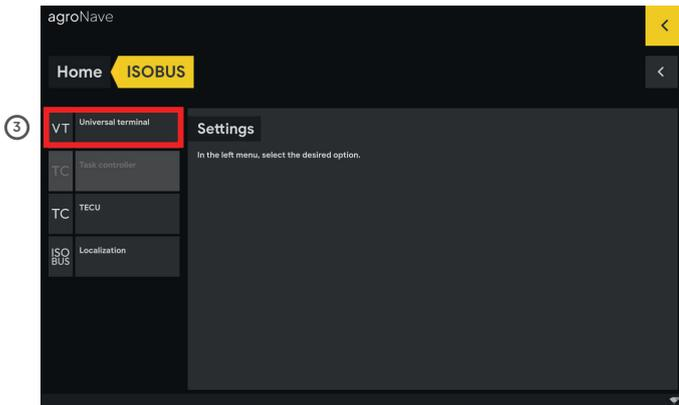 agroNave
Home
ISOBUS
3
VT Universal terminal
Settings
In the left menu, select the desired option.
TC Task controller
TC TECU
ISO BUS Localization